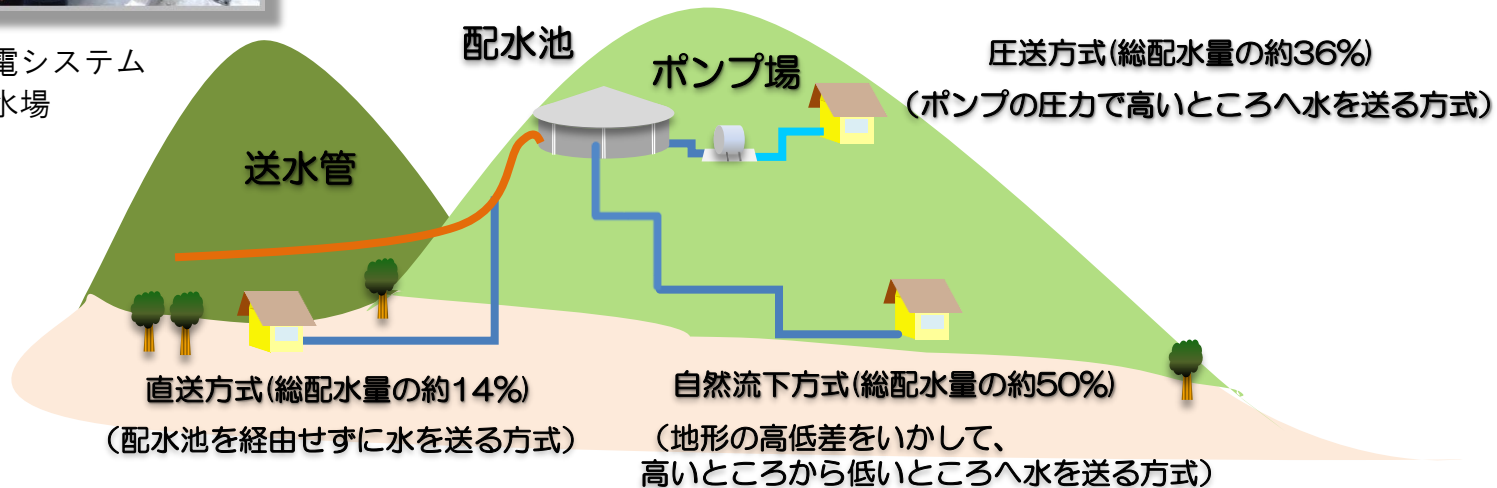 電システム
水場
配水池
ポンプ場
送水管
圧送方式(総配水量の約36%)
(ポンプの圧力で高いところへ水を送る方式)
直送方式(総配水量の約14%)
(配水池を経由せずに水を送る方式)
自然流下方式(総配水量の約50%)
(地形の高低差をいかして、
高いところから低いところへ水を送る方式)